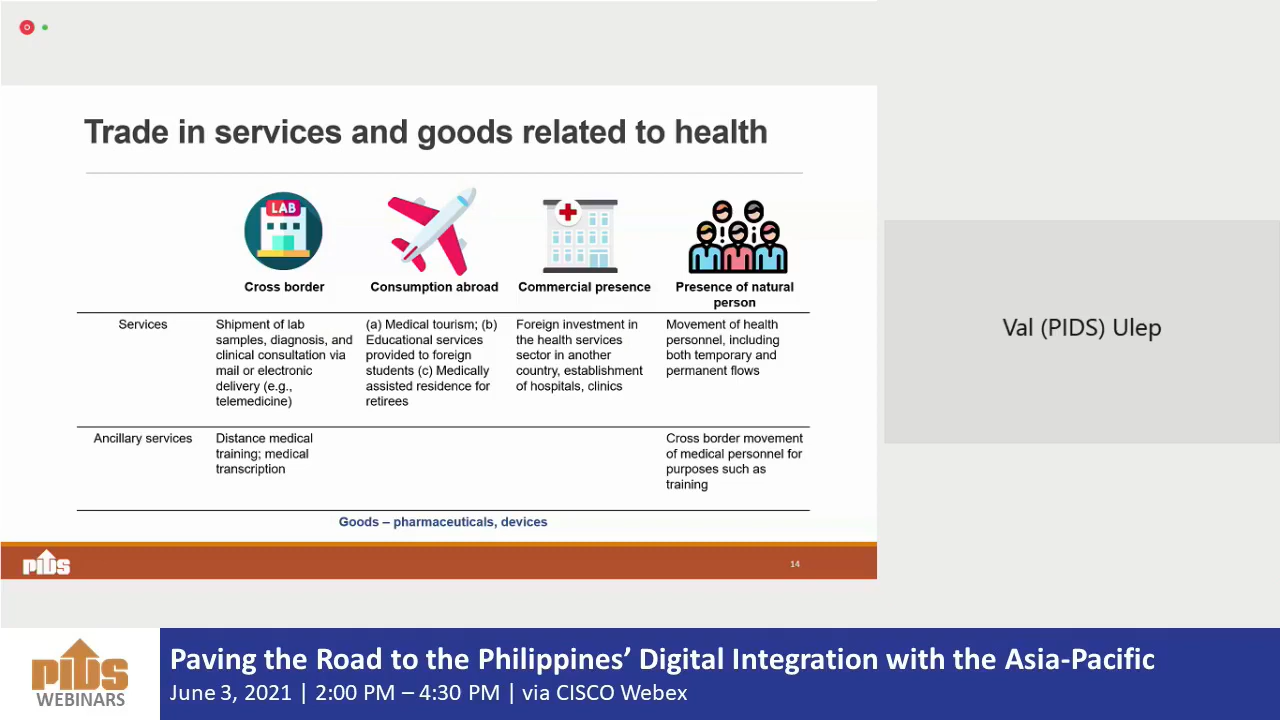 Trade in services and goods related to health
LAB
Cross border
Consumption abroad
Commercial presence
Presence of natural
person
Services
Shipment of lab
samples, diagnosis, and
clinical consultation via
mail or electronic
delivery (e.g.,
telemedicine)
(a) Medical tourism; (b)
Educational services
provided to foreign
students (c) Medically
assisted residence for
retirees
Foreign investment in
the health services
sector in another
country, establishment
of hospitals, clinics
Movement of health
personnel, including
both temporary and
permanent flows
Ancillary services
Distance medical
training; medical
transcription
Cross border movement
of medical personnel for
purposes such as
training
Goods – pharmaceuticals, devices
PIDS
14
Val (PIDS) Ulep
PIDS
WEBINARS
Paving the Road to the Philippines’ Digital Integration with the Asia-Pacific
June 3, 2021 | 2:00 PM – 4:30 PM | via CISCO Webex